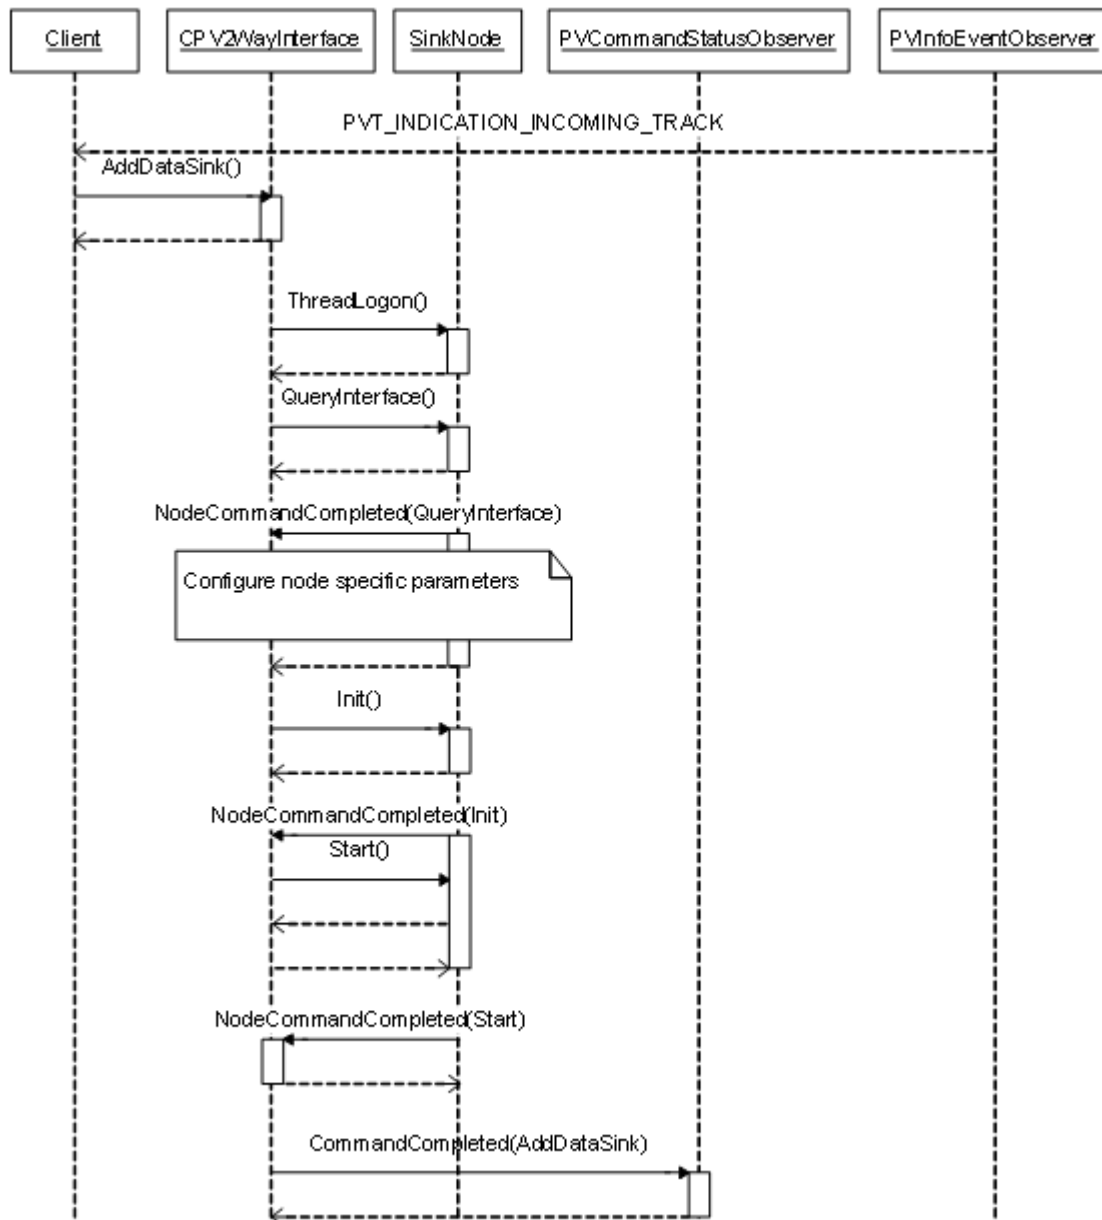 Client
CPV2WayInterface
SinkNode
PVCommandStatusObserver
PVInfoEventObserver
PVT_INDICATION_INCOMING_TRACK
AddDataSink()
ThreadLogon()
QueryInterface()
NodeCommandCompleted(QueryInterface)
Configure node specific parameters
Init()
NodeCommandCompleted(Init)
Start()
NodeCommandCompleted(Start)
CommandCompleted(AddDataSink)